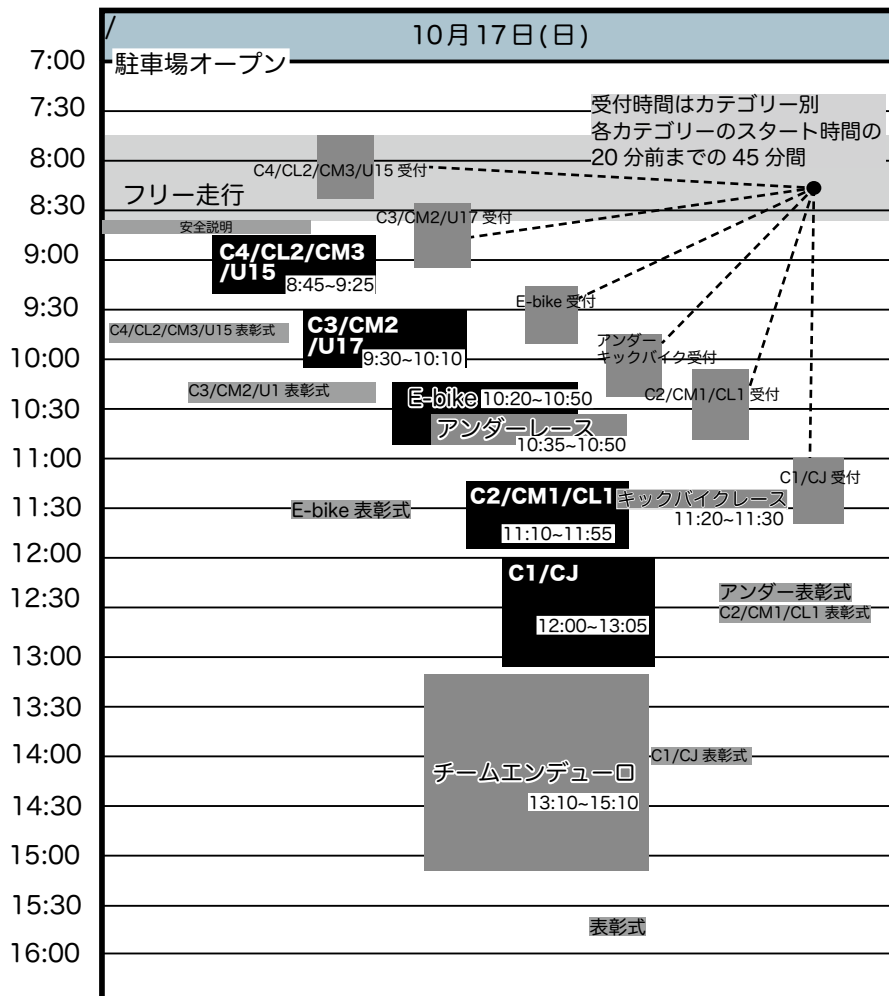 /
10月17日(日)
7:00
駐車場オープン
7:30
受付時間はカテゴリー別
各カテゴリーのスタート時間の
20分前までの45分間
8:00
C4/CL2/CM3/U15 受付
フリー走行
8:30
C3/CM2/U17 受付
安全説明
9:00
C4/CL2/CM3
/U15
8:45~9:25
9:30
E-bike 受付
C3/CM2
/U17
9:30~10:10
C4/CL2/CM3/U15 表彰式
アンダー
キックバイク受付
10:00
C3/CM2/U1 表彰式
C2/CM1/CL1 受付
E-bike
10:20~10:50
10:30
アンダーレース
10:35~10:50
11:00
C1/CJ 受付
11:30
E-bike 表彰式
C2/CM1/CL1
11:10~11:55
キックバイクレース
11:20~11:30
12:00
C1/CJ
12:00~13:05
12:30
アンダー表彰式
C2/CM1/CL1 表彰式
13:00
13:30
14:00
C1/CJ 表彰式
チームエンデューロ
13:10~15:10
14:30
15:00
15:30
表彰式
16:00